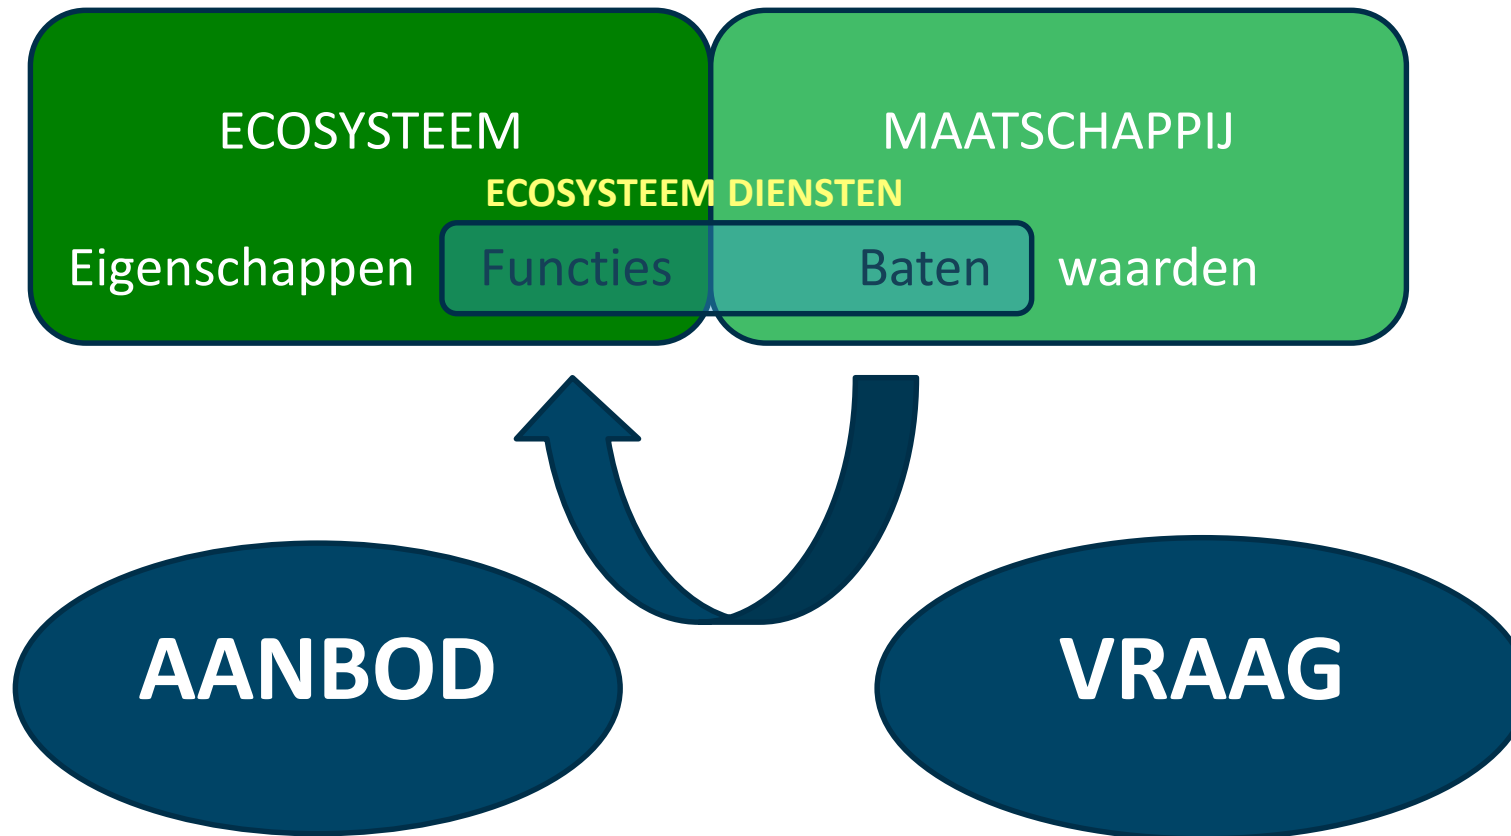 ECOSYSTEEM
MAATSCHAPPIJ
ECOSYSTEEM DIENSTEN
Eigenschappen Functies Baten waarden
AANBOD
VRAAG